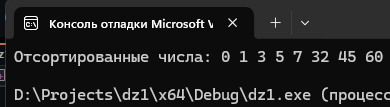 Консоль отладки Microsoft V
Отсортированные числа: 0 1 3 5 7 32 45 60
D:\Projects\dz1\x64\Debug\dz1.exe (процесс